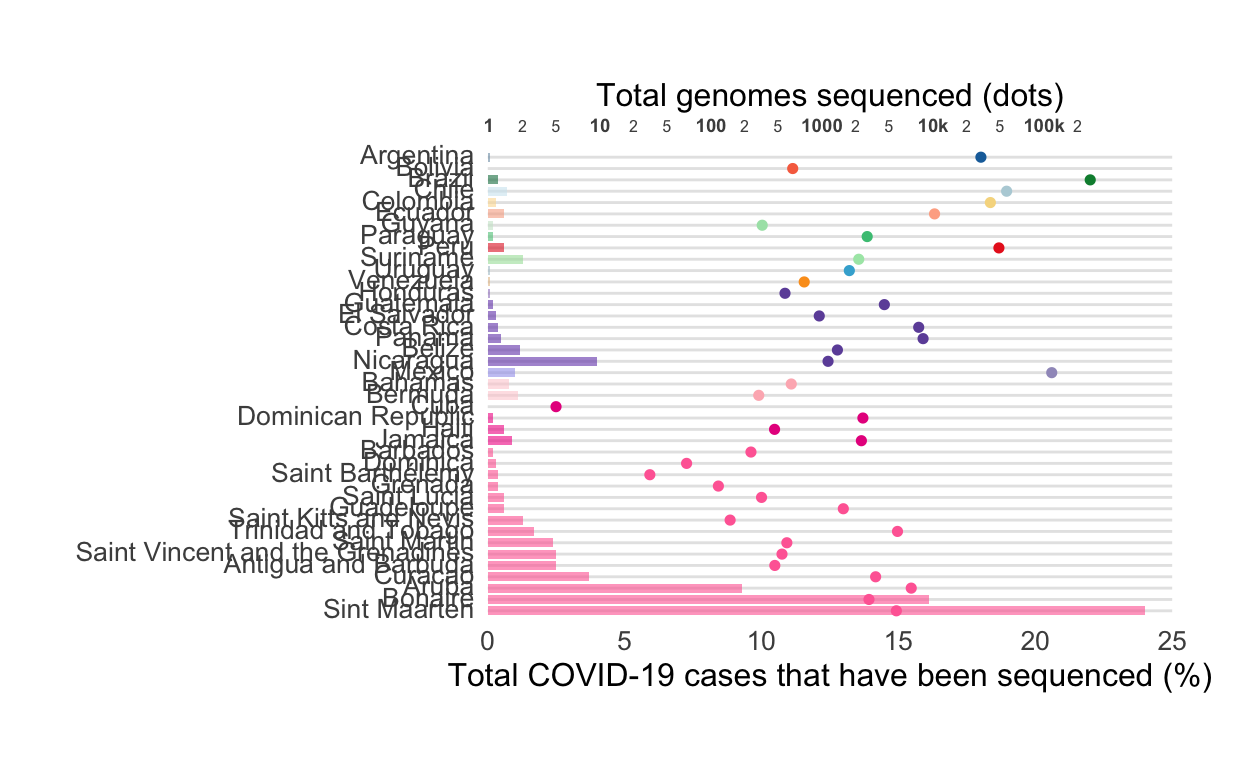 Total genomes sequenced (dots)
1 2 5 10 2 5 100 2 5 1000 2 5 10k 2 5 100k 2
Argentina
Bolivia
Brazil
Chile
Colombia
Ecuador
Guyana
Paraguay
Peru
Suriname
Uruguay
Venezuela
Honduras
Guatemala
El Salvador
Costa Rica
Panama
Belize
Nicaragua
Mexico
Bahamas
Bermuda
Cuba
Dominican Republic
Haiti
Jamaica
Barbados
Dominica
Saint Barthelemy
Grenada
Saint Lucia
Guadeloupe
Saint Kitts and Nevis
Trinidad and Tobago
Saint Martin
Saint Vincent and the Grenadines
Antigua and Barbuda
Curacao
Aruba
Bonaire
Sint Maarten
0 5 10 15 20 25
Total COVID-19 cases that have been sequenced (%)